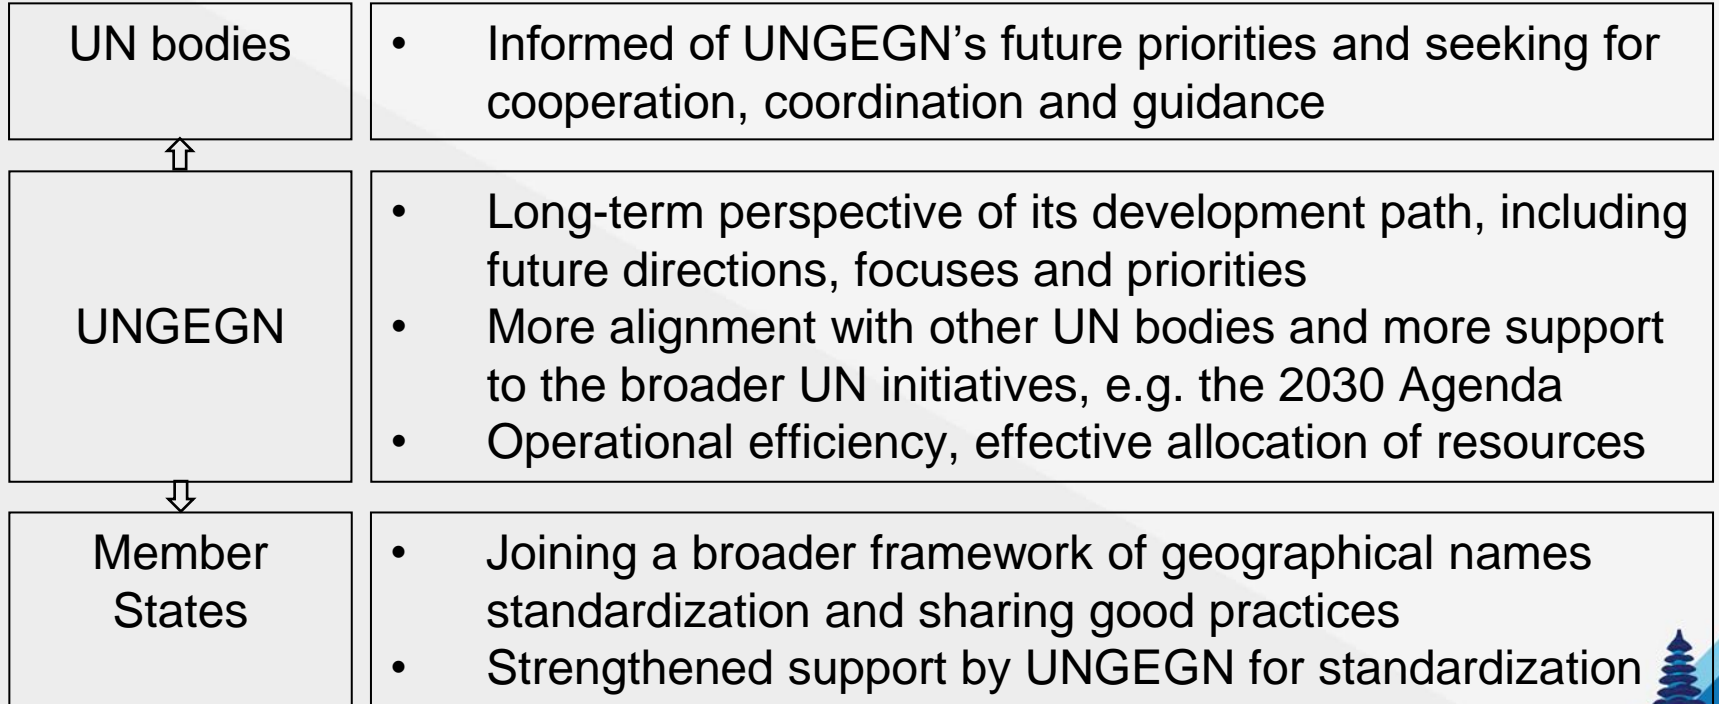 UN bodies
• Informed of UNGEGN’s future priorities and seeking for
cooperation, coordination and guidance
UNGEGN
• Long-term perspective of its development path, including
future directions, focuses and priorities
• More alignment with other UN bodies and more support
to the broader UN initiatives, e.g. the 2030 Agenda
• Operational efficiency, effective allocation of resources
Member
States
• Joining a broader framework of geographical names
standardization and sharing good practices
• Strengthened support by UNGEGN for standardization